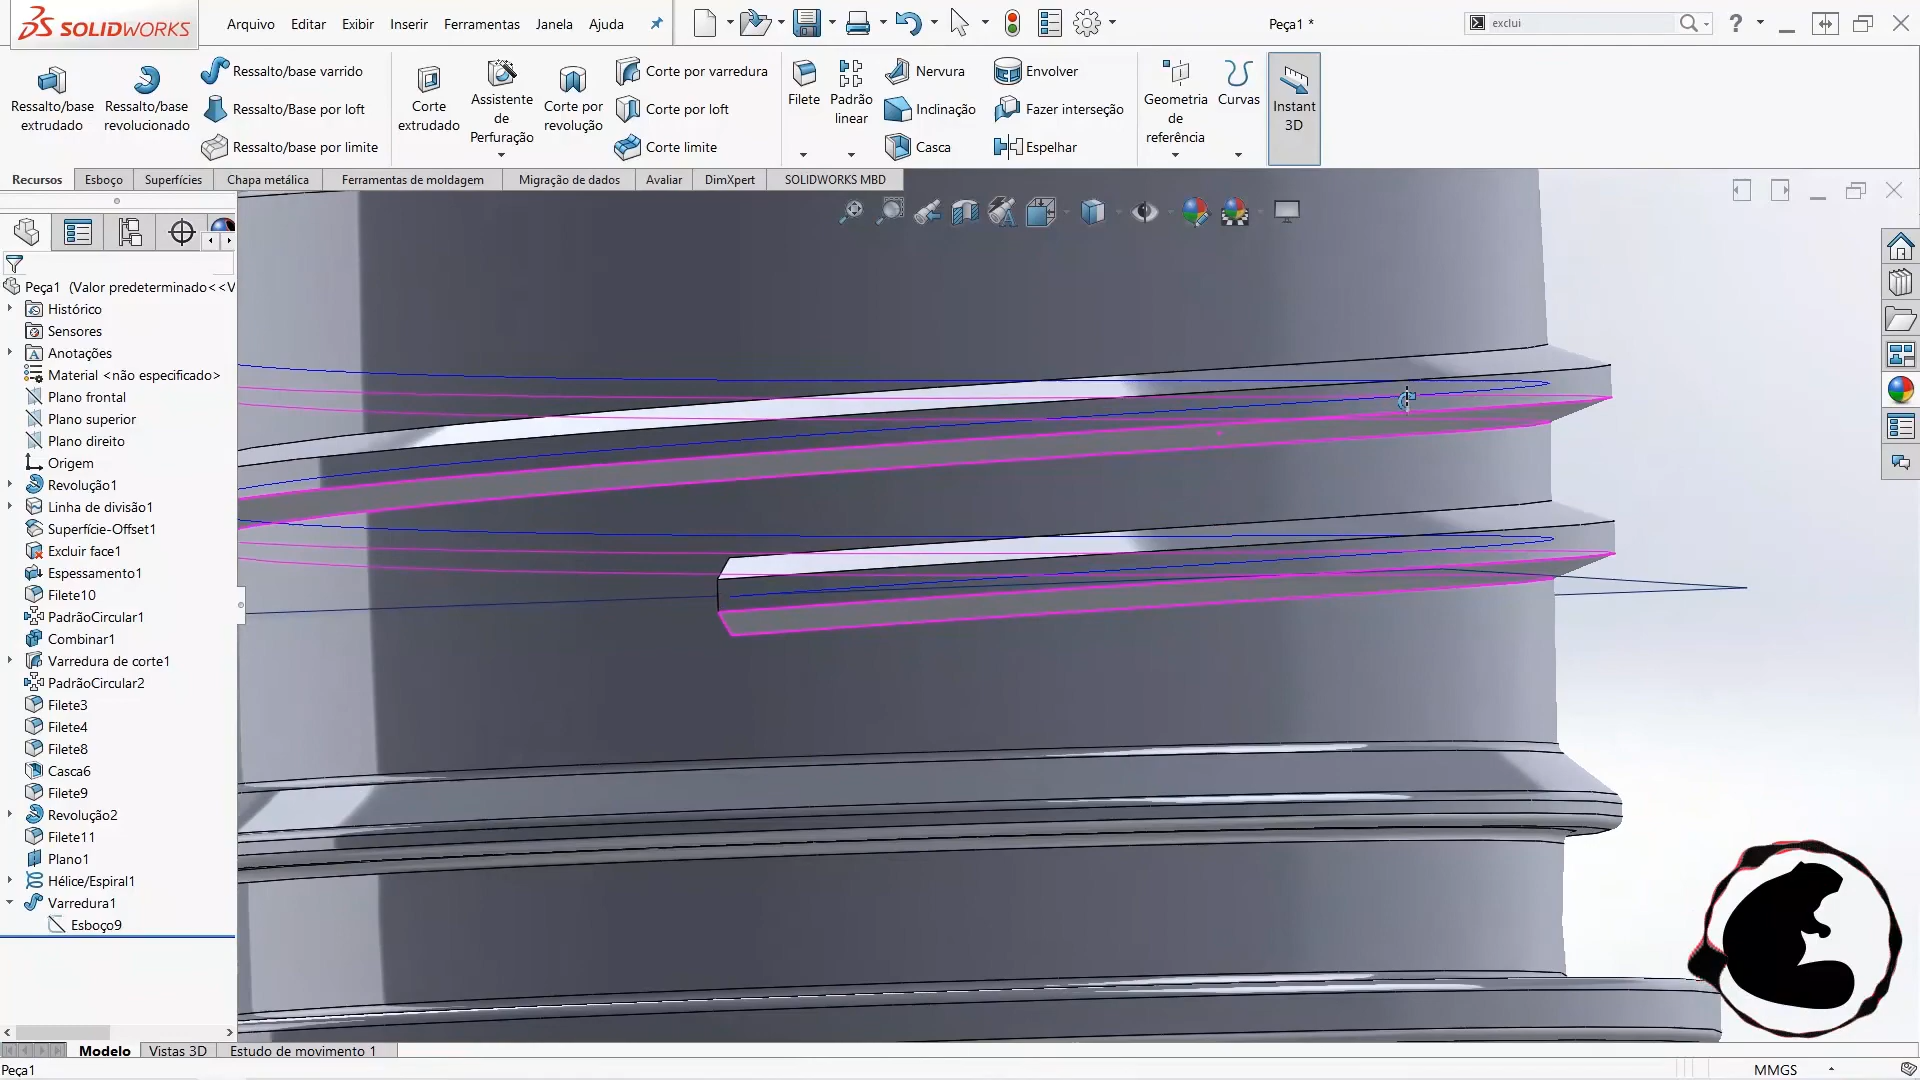 SOLIDWORKS
Arquivo Editar Exibir Inserir Ferramentas Janela Ajuda
Peça1 *
exclui
?
Ressalto/base extrudado
Ressalto/base revolucionado
Ressalto/base varrido
Ressalto/Base por loft
Ressalto/base por limite
Corte extrudado
Assistente de Perfuração
Corte por revolução
Corte por varredura
Corte por loft
Corte limite
Filete
Padrão linear
Nervura
Inclinação
Casca
Envolver
Fazer interseção
Espelhar
Geometria de referência
Curvas
Instant 3D
Recursos Esboço Superfícies Chapa metálica Ferramentas de moldagem Migração de dados Avaliar DimXpert SOLIDWORKS MBD
Peça1 (Valor predeterminado<<V
Histórico
Sensores
Anotações
Material <não especificado>
Plano frontal
Plano superior
Plano direito
Origem
Revolução1
Linha de divisão1
Superfície-Offset1
Excluir face1
Espessamento1
Filete10
PadrãoCircular1
Combinar1
Varredura de corte1
PadrãoCircular2
Filete3
Filete4
Filete8
Casca6
Filete9
Revolução2
Filete11
Plano1
Hélice/Espiral1
Varredura1
Esboço9
Modelo Vistas 3D Estudo de movimento 1
Peça1
MMGS